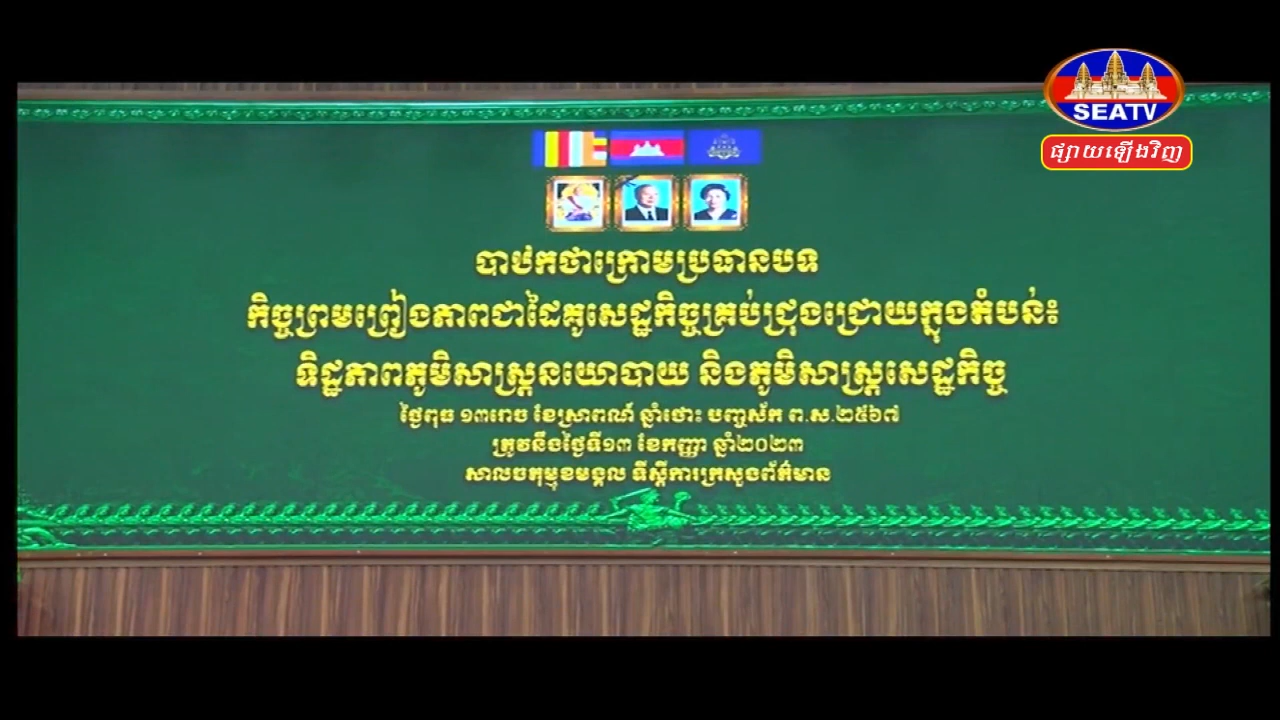 SEATV
ផ្សាយឡើងវិញ
បាឋកថាក្រោមប្រធានបទ
កិច្ចព្រមព្រៀងភាពជាដៃគូសេដ្ឋកិច្ចគ្រប់ជ្រុងជ្រោយក្នុងតំបន់៖
ទិដ្ឋភាពភូមិសាស្ត្រនយោបាយ និងភូមិសាស្ត្រសេដ្ឋកិច្ច
ថ្ងៃពុធ ១៣រោច ខែស្រាពណ៍ ឆ្នាំថោះ បញ្ចស័ក ព.ស.២៥៦៧
ត្រូវនឹងថ្ងៃទី១៣ ខែកញ្ញា ឆ្នាំ២០២៣
សាលចតុម្មុខមង្គល ទីស្តីការក្រសួងព័ត៌មាន